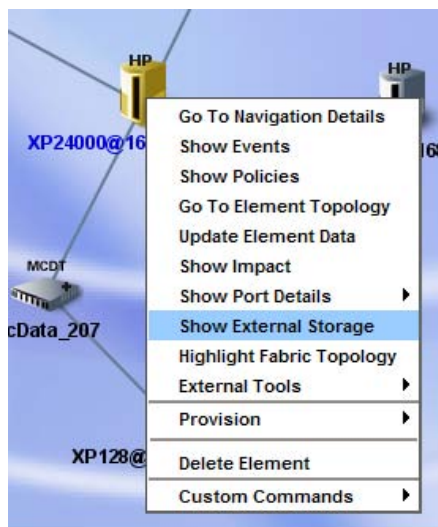 HP
HP
XP24000@16
168
Go To Navigation Details
Show Events
Show Policies
Go To Element Topology
Update Element Data
Show Impact
MCDT
Show Port Details
cData_207
Show External Storage
Highlight Fabric Topology
External Tools
Provision
XP128@
Delete Element
Custom Commands